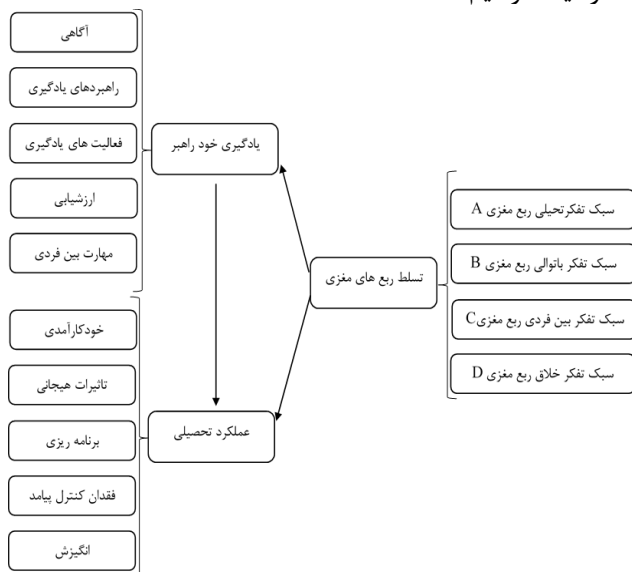 سبک تفکرتحیلی ربع مغزی A
سبک تفکر باتوالی ربع مغزی B
سبک تفکر بین فردی ربع مغزیC
سبک تفکر خلاق ربع مغزی D
تسلط ربع های مغزی
یادگیری خود راهبر
عملکرد تحصیلی
آگاهی
راهبردهای یادگیری
فعالیت های یادگیری
ارزشیابی
مهارت بین فردی
خودکارآمدی
تاثیرات هیجانی
برنامه ریزی
فقدان کنترل پیامد
انگیزش